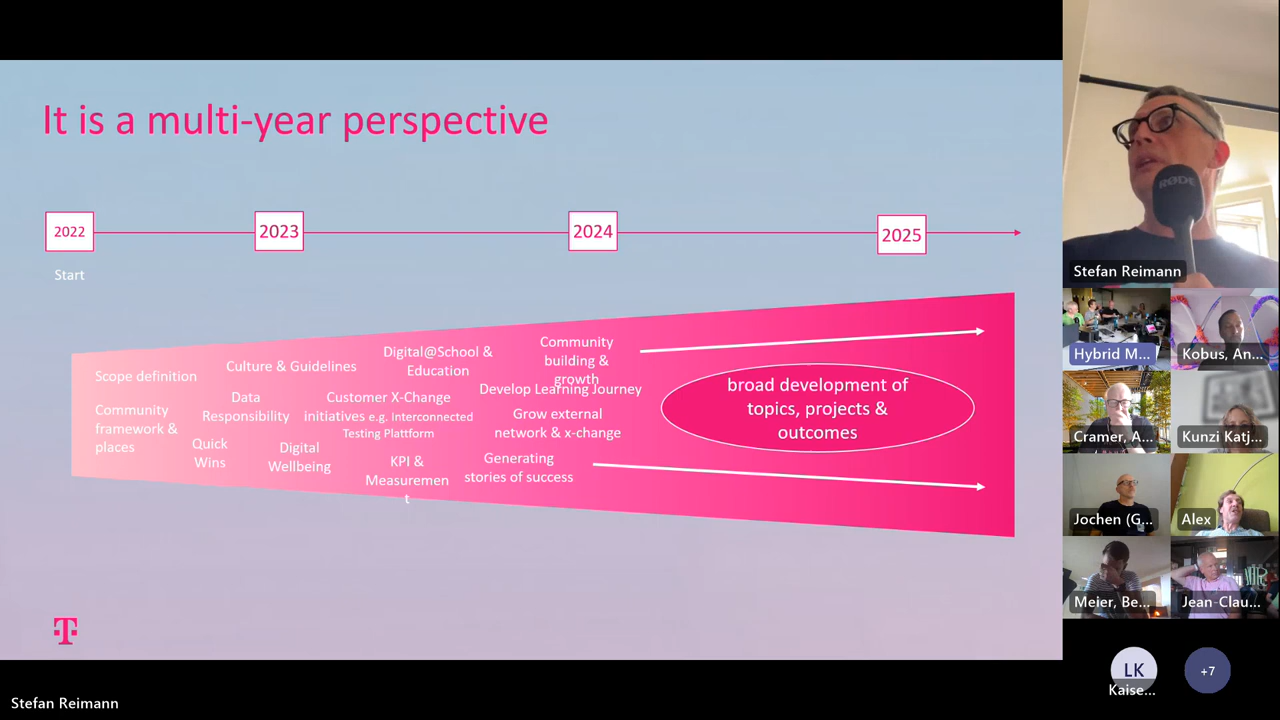 It is a multi-year perspective
2022
2023
2024
2025
Start
Scope definition
Community
framework &
places
Culture & Guidelines
Data
Responsibility
Quick
Wins
Digital
Wellbeing
Digital@School &
Education
Customer X-Change
initiatives e.g. Interconnected
Testing Plattform
KPI &
Measuremen
t
Community
building &
growth
Develop Learning Journey
Grow external
network & x-change
Generating
stories of success
broad development of
topics, projects &
outcomes
T
Stefan Reimann
RØDE
Stefan Reimann
Hybrid M...
Kobus, An...
Cramer, A...
Kunzi Katj...
Jochen (G...
Alex
Meier, Be...
Jean-Clau...
LK
Kaise...
+7